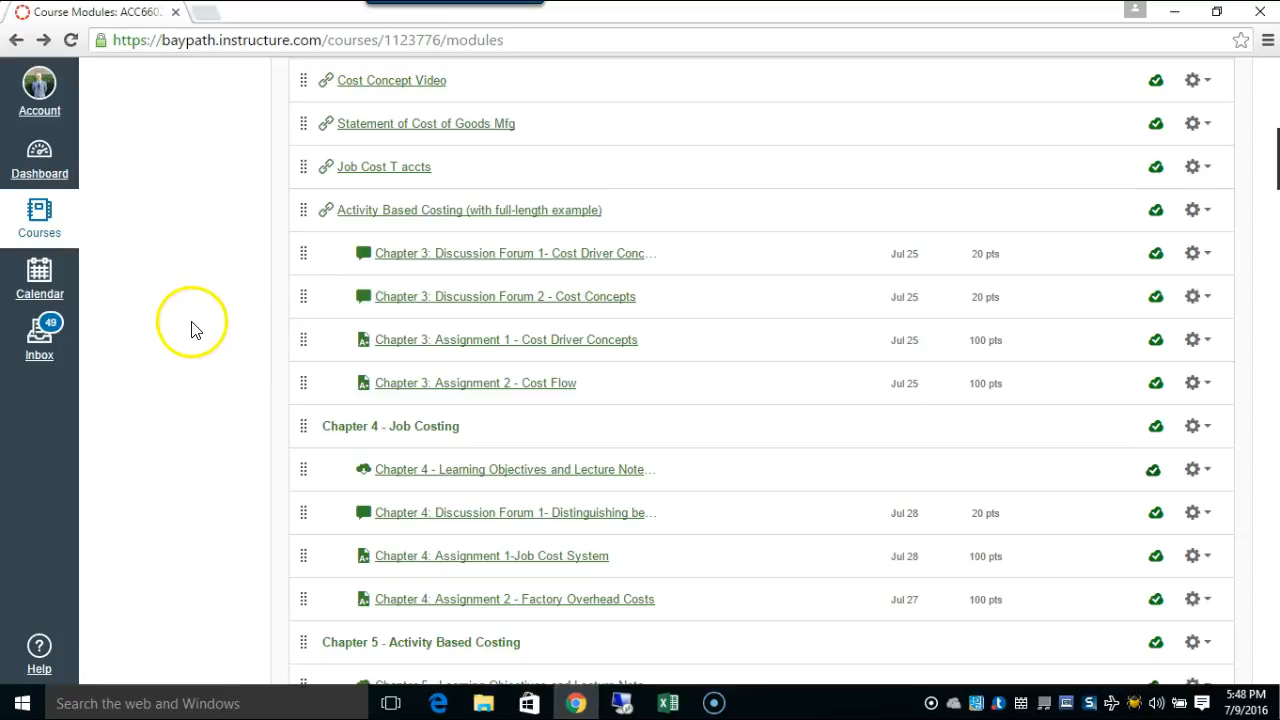 Course Modules: ACC660.
https://baypath.instructure.com/courses/1123776/modules
Account
Dashboard
Courses
Calendar
49
Inbox
Help
Cost Concept Video
Statement of Cost of Goods Mfg
Job Cost T accts
Activity Based Costing (with full-length example)
Chapter 3: Discussion Forum 1- Cost Driver Conc... Jul 25 20 pts
Chapter 3: Discussion Forum 2 - Cost Concepts Jul 25 20 pts
Chapter 3: Assignment 1 - Cost Driver Concepts Jul 25 100 pts
Chapter 3: Assignment 2 - Cost Flow Jul 25 100 pts
Chapter 4 - Job Costing
Chapter 4 - Learning Objectives and Lecture Note...
Chapter 4: Discussion Forum 1- Distinguishing be... Jul 28 20 pts
Chapter 4: Assignment 1-Job Cost System Jul 28 100 pts
Chapter 4: Assignment 2 - Factory Overhead Costs Jul 27 100 pts
Chapter 5 - Activity Based Costing
Search the web and Windows
5:48 PM
7/9/2016